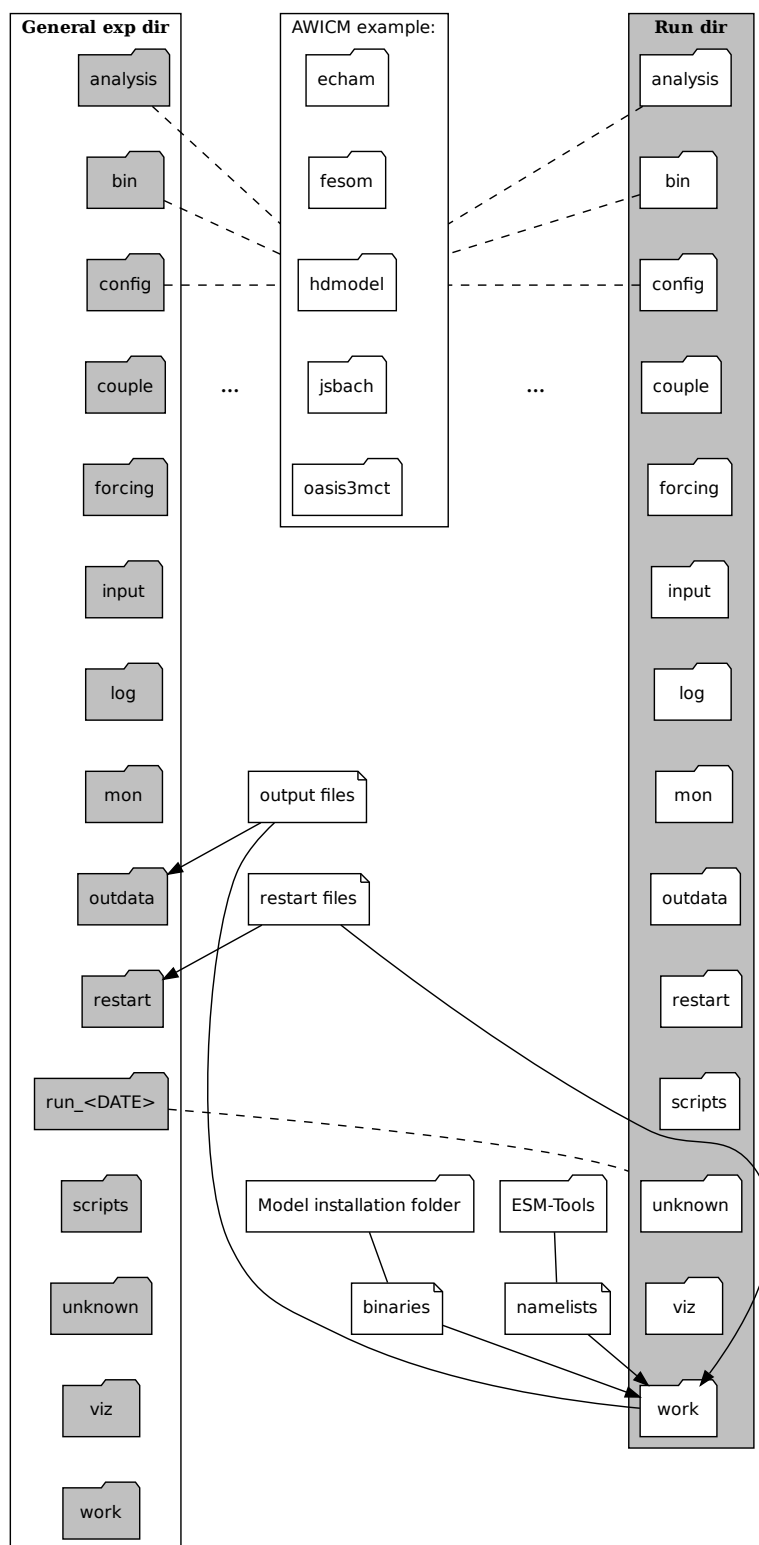 General exp dir
analysis
bin
config
couple
forcing
input
log
mon
outdata
restart
run_<DATE>
scripts
unknown
viz
work
...
AWICM example:
echam
fesom
hdmodel
jsbach
oasis3mct
...
output files
restart files
Model installation folder
ESM-Tools
binaries
namelists
Run dir
analysis
bin
config
couple
forcing
input
log
mon
outdata
restart
scripts
unknown
viz
work